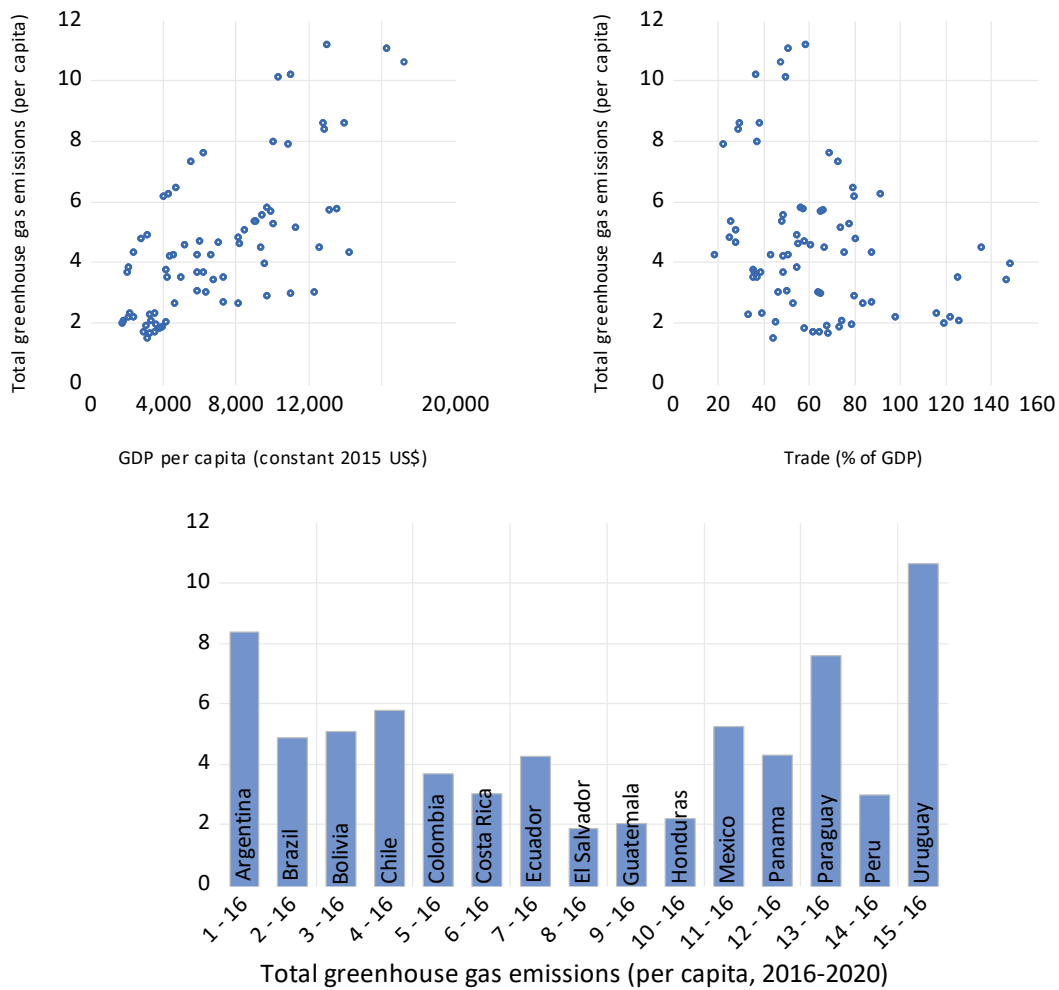 Total greenhouse gas emissions (per capita)
12
10
8
6
4
2
0
0 4,000 8,000 12,000 20,000
GDP per capita (constant 2015 US$)
Total greenhouse gas emissions (per capita)
12
10
8
6
4
2
0
0 20 40 60 80 100 120 140 160
Trade (% of GDP)
12
10
8
6
4
2
0
Argentina
Brazil
Bolivia
Chile
Colombia
Costa Rica
Ecuador
El Salvador
Guatemala
Honduras
Mexico
Panama
Paraguay
Peru
Uruguay
1 - 16
2 - 16
3 - 16
4 - 16
5 - 16
6 - 16
7 - 16
8 - 16
9 - 16
10 - 16
11 - 16
12 - 16
13 - 16
14 - 16
15 - 16
Total greenhouse gas emissions (per capita, 2016-2020)